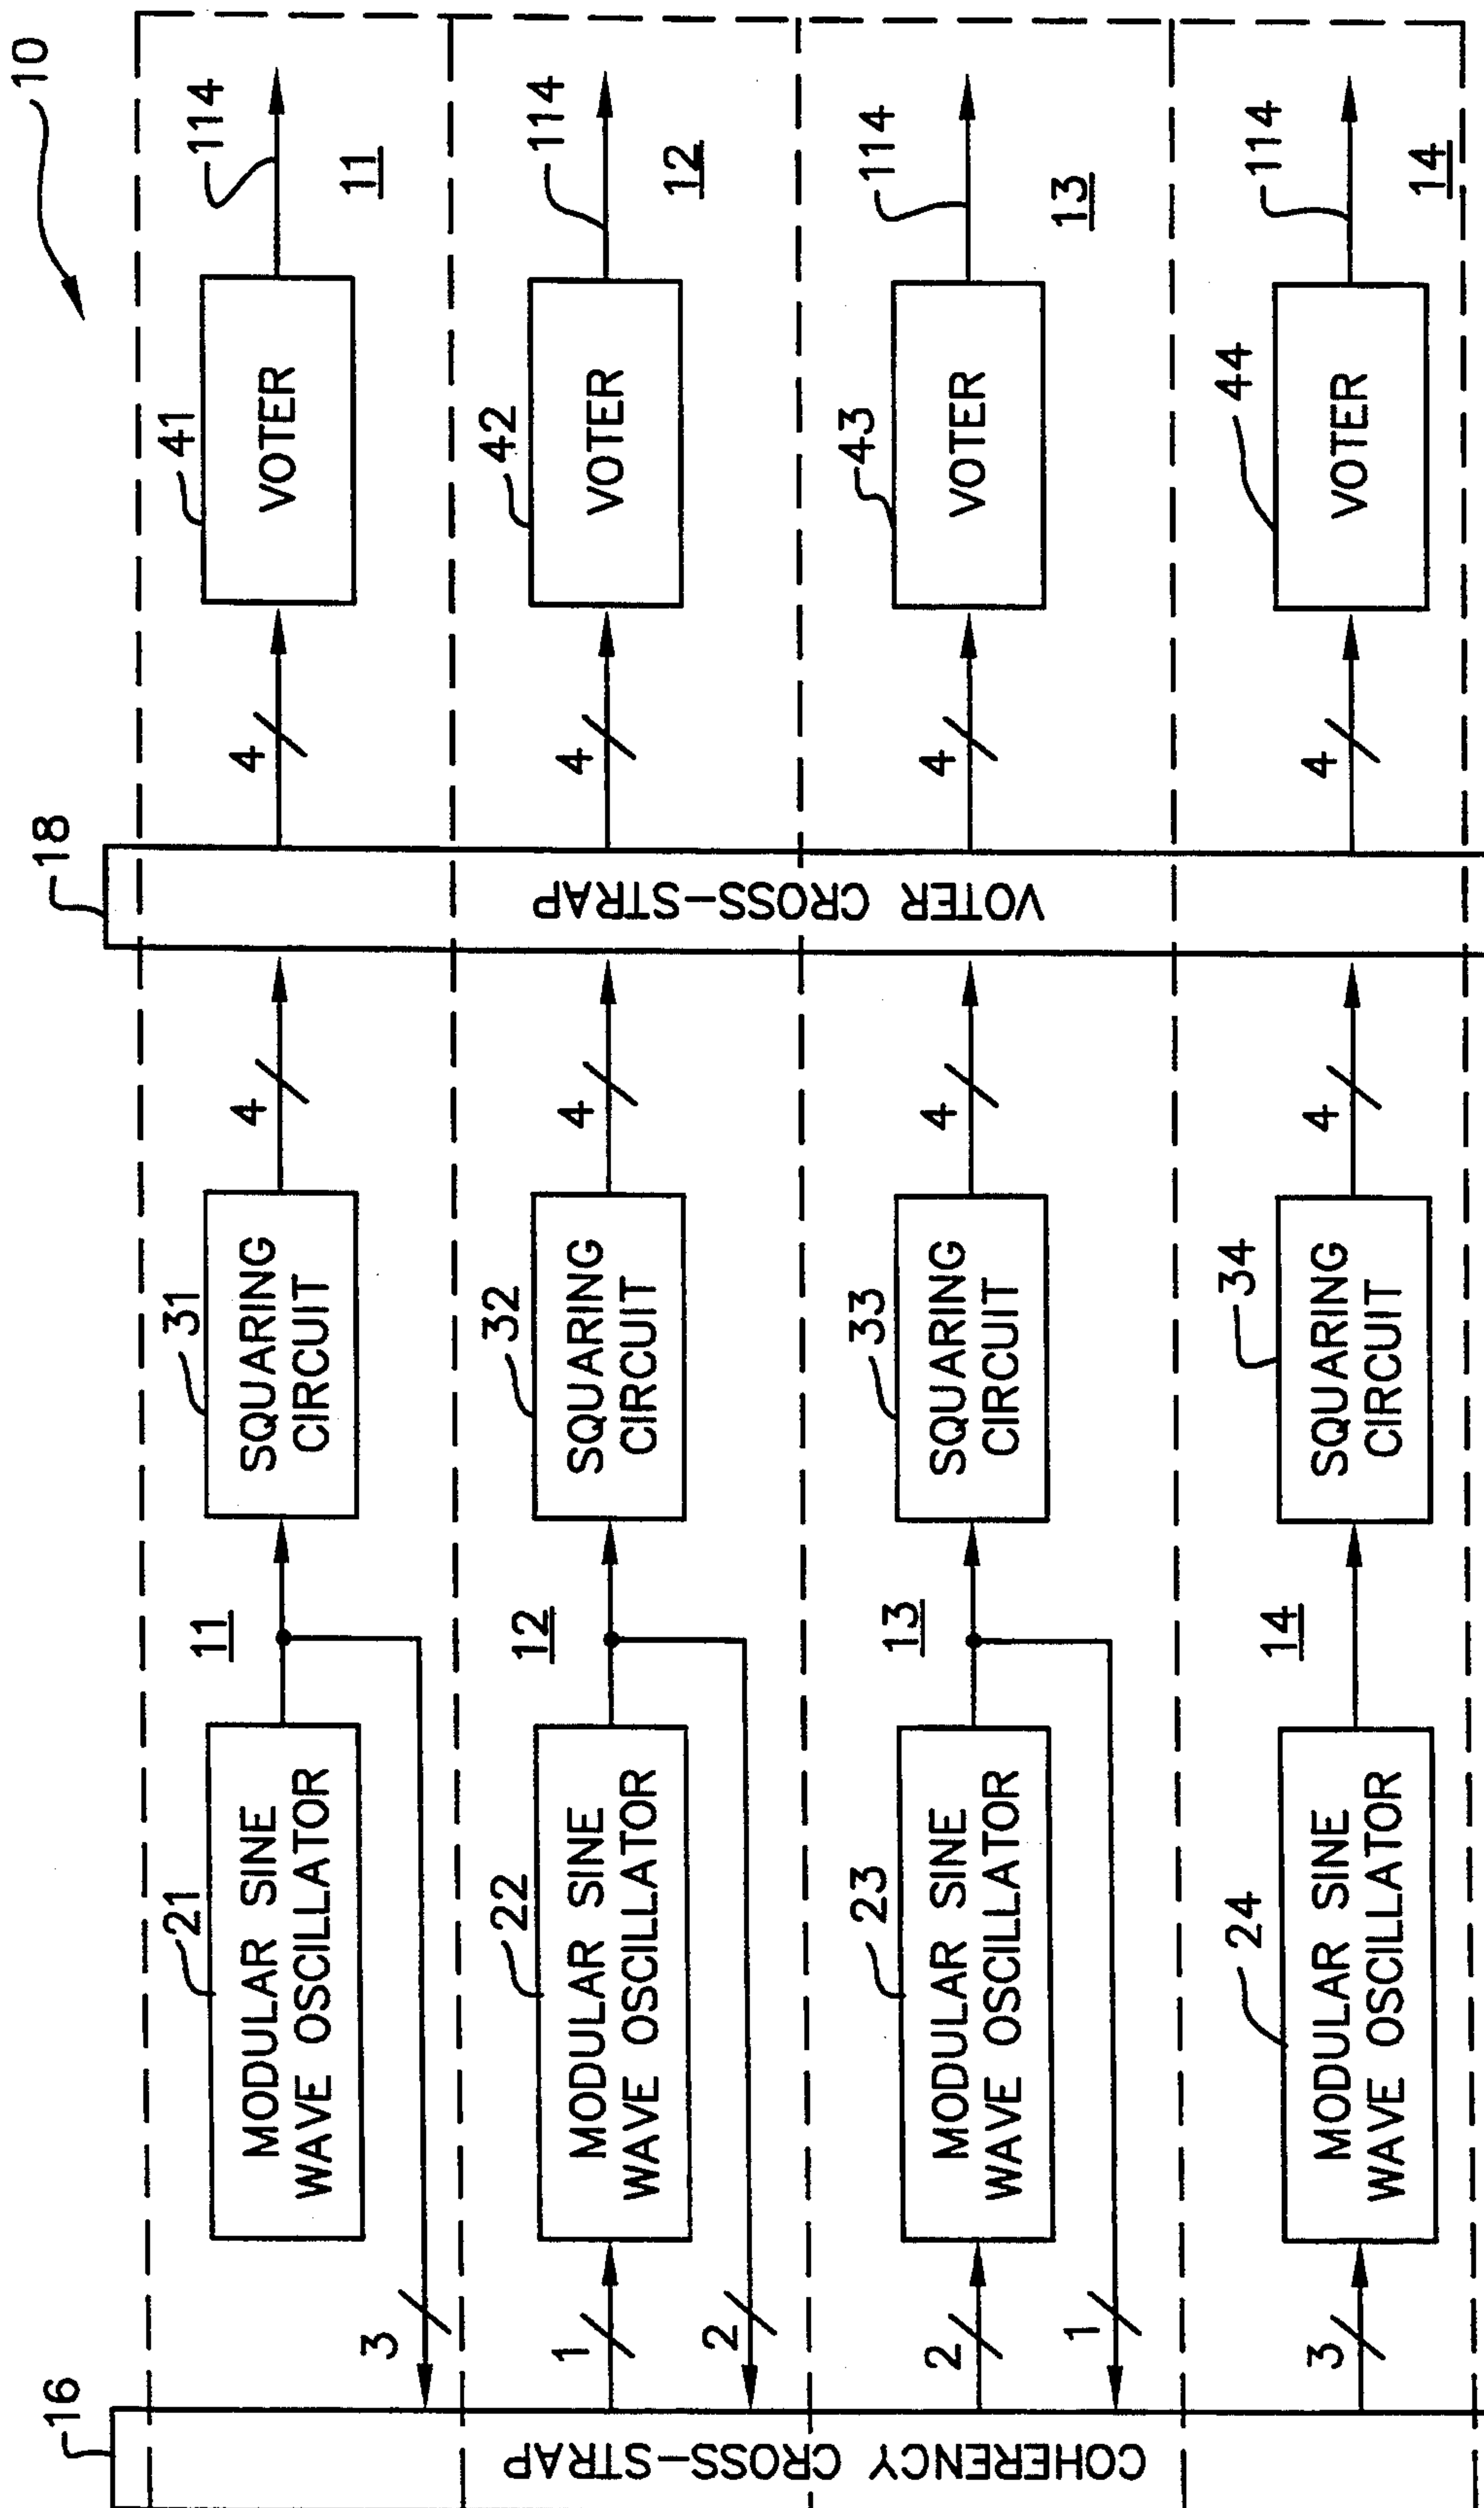 10
16
COHERENCY CROSS-STRAP
18
VOTER CROSS-STRAP
3
21
MODULAR SINE
WAVE OSCILLATOR
11
31
SQUARING
CIRCUIT
4
4
41
VOTER
114
11
1
2
22
MODULAR SINE
WAVE OSCILLATOR
12
32
SQUARING
CIRCUIT
4
4
42
VOTER
114
12
2
1
23
MODULAR SINE
WAVE OSCILLATOR
13
33
SQUARING
CIRCUIT
4
4
43
VOTER
114
13
3
24
MODULAR SINE
WAVE OSCILLATOR
14
34
SQUARING
CIRCUIT
4
4
44
VOTER
114
14